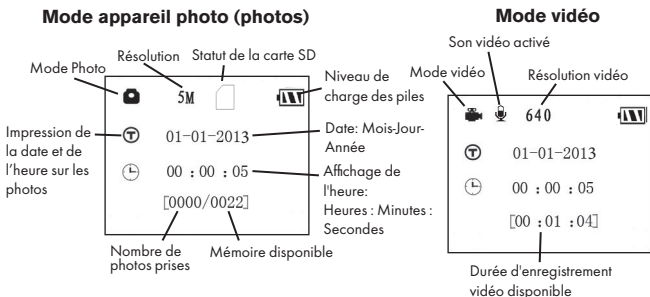 Mode appareil photo (photos)
Mode Photo
Résolution
Statut de la carte SD
5M
Niveau de
charge des piles
Impression de
la date et de
l'heure sur les
photos
T
01-01-2013
Date: Mois-Jour-
Année
00 : 00 : 05
Affichage de
l'heure:
Heures : Minutes :
Secondes
[0000/0022]
Nombre de
photos prises
Mémoire disponible
Mode vidéo
Son vidéo activé
Mode vidéo
Résolution vidéo
640
T
01-01-2013
00 : 00 : 05
[00 :01 :04]
Durée d'enregistrement
vidéo disponible